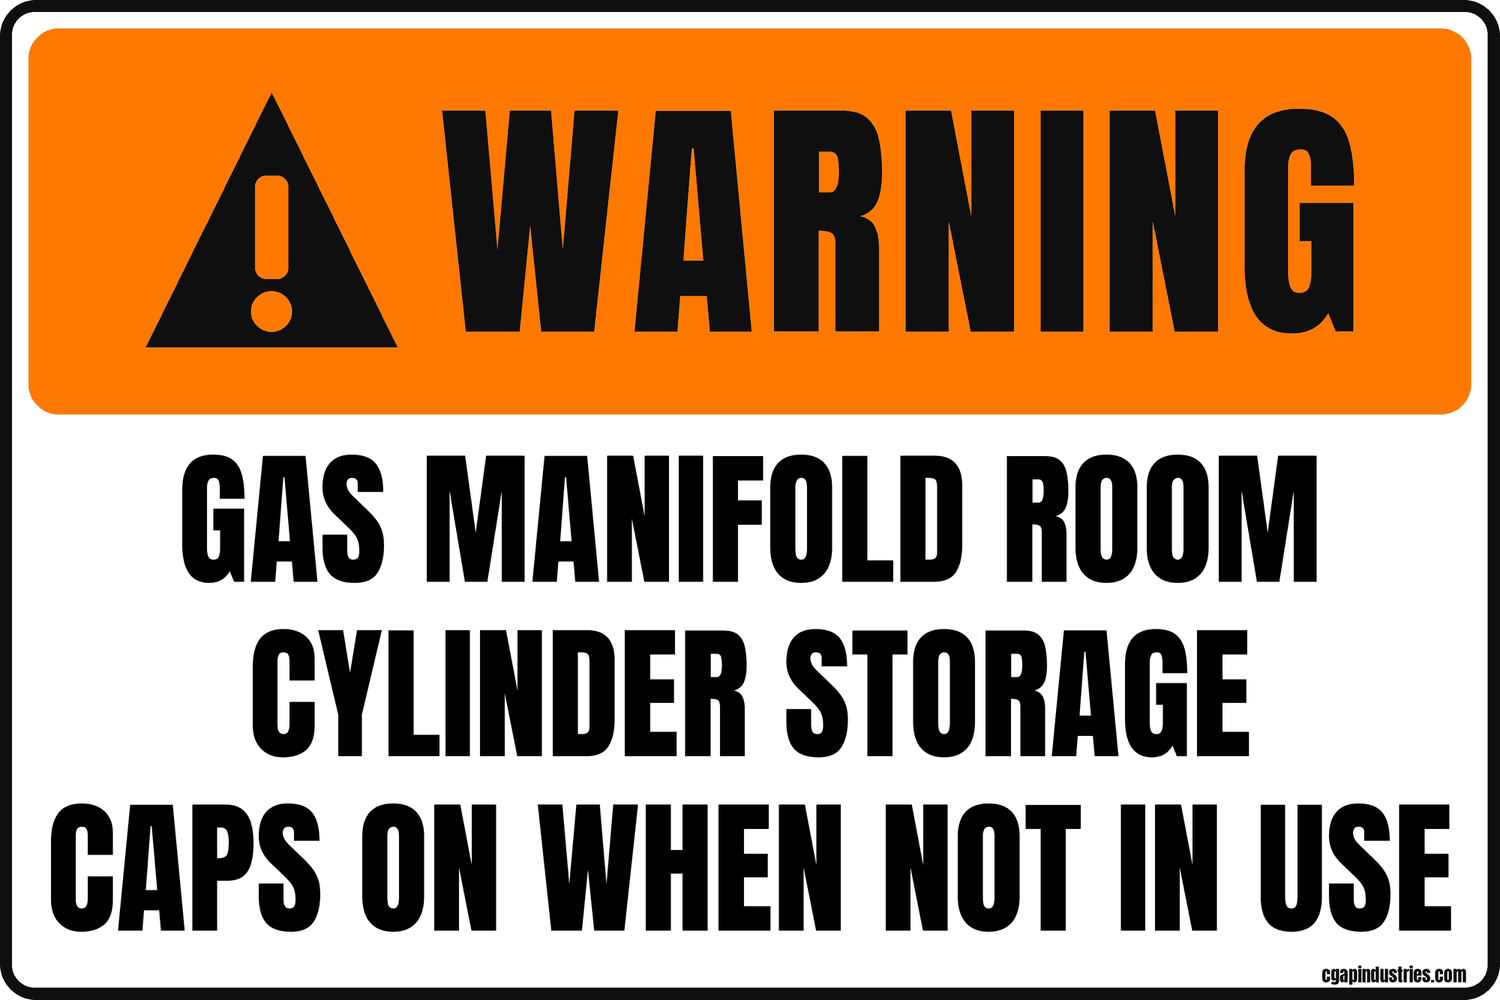 WARNING
GAS MANIFOLD ROOM
CYLINDER STORAGE
CAPS ON WHEN NOT IN USE
cgapindustries.com